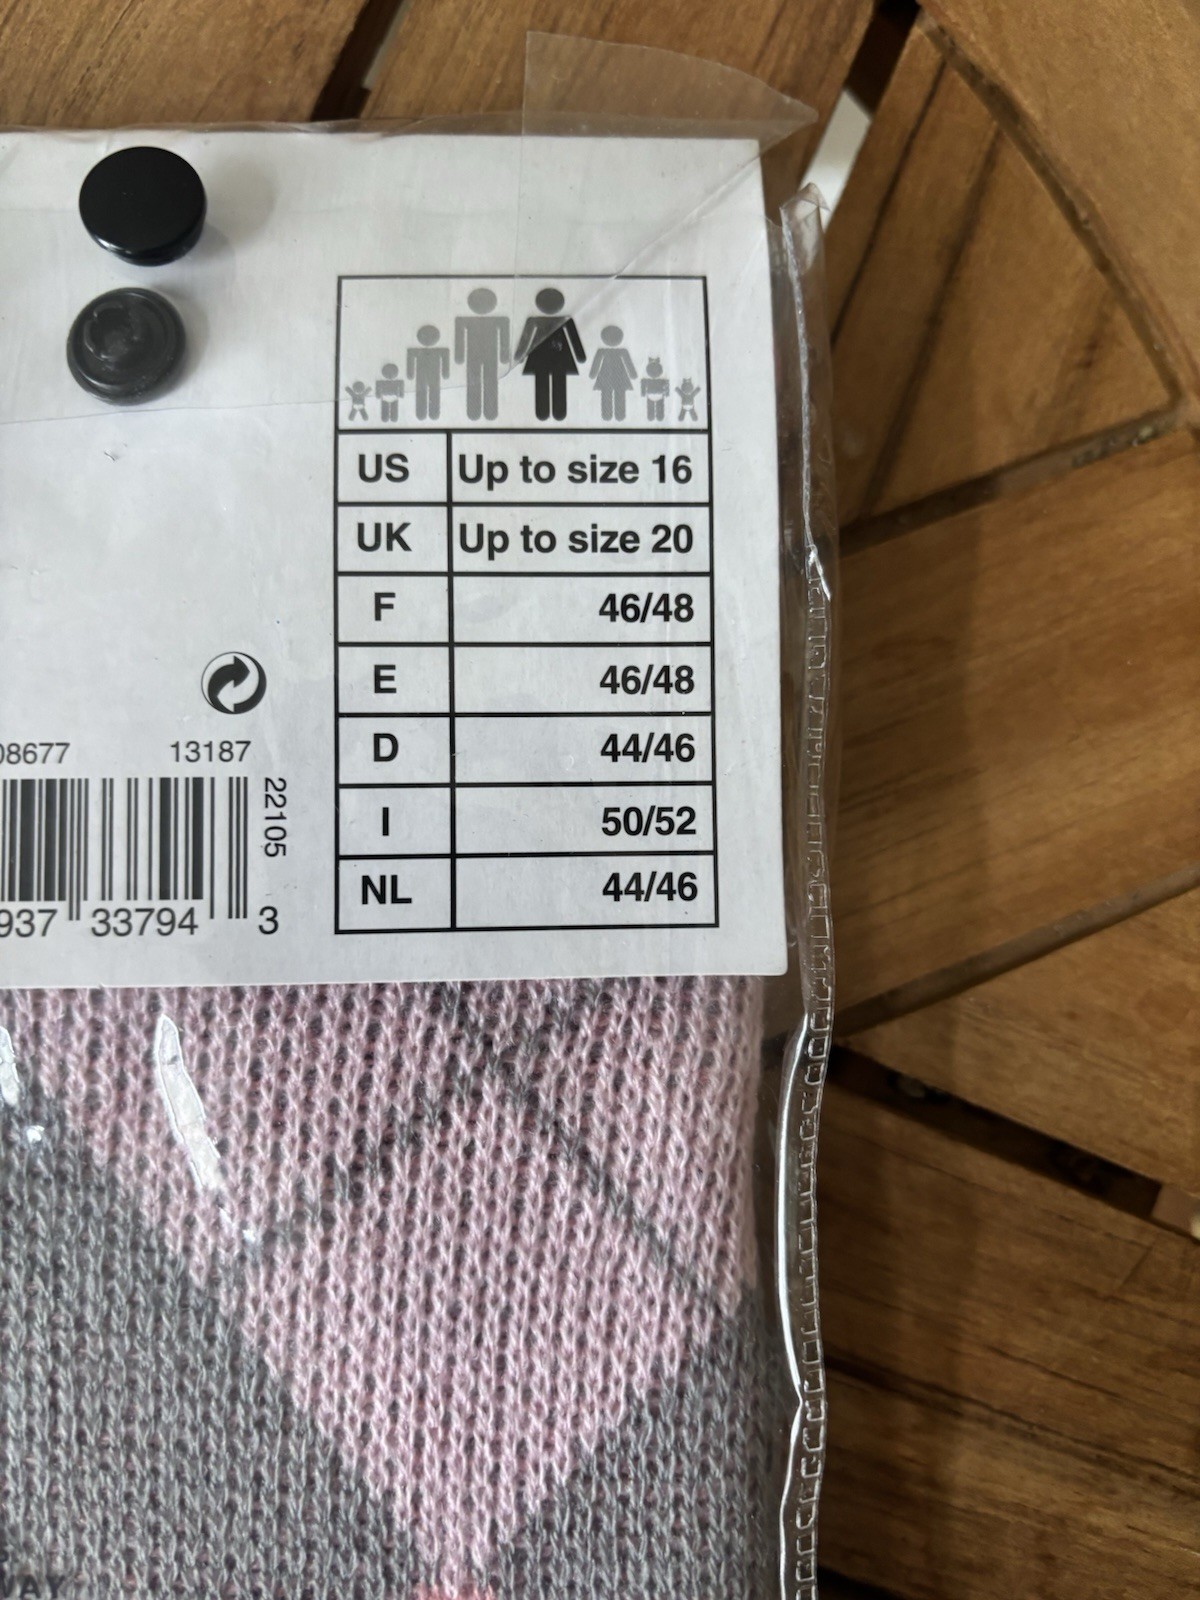 US Up to size 16
UK Up to size 20
F 46/48
E 46/48
D 44/46
I 50/52
NL 44/46
08677 13187
22105
937 33794 3
WAY